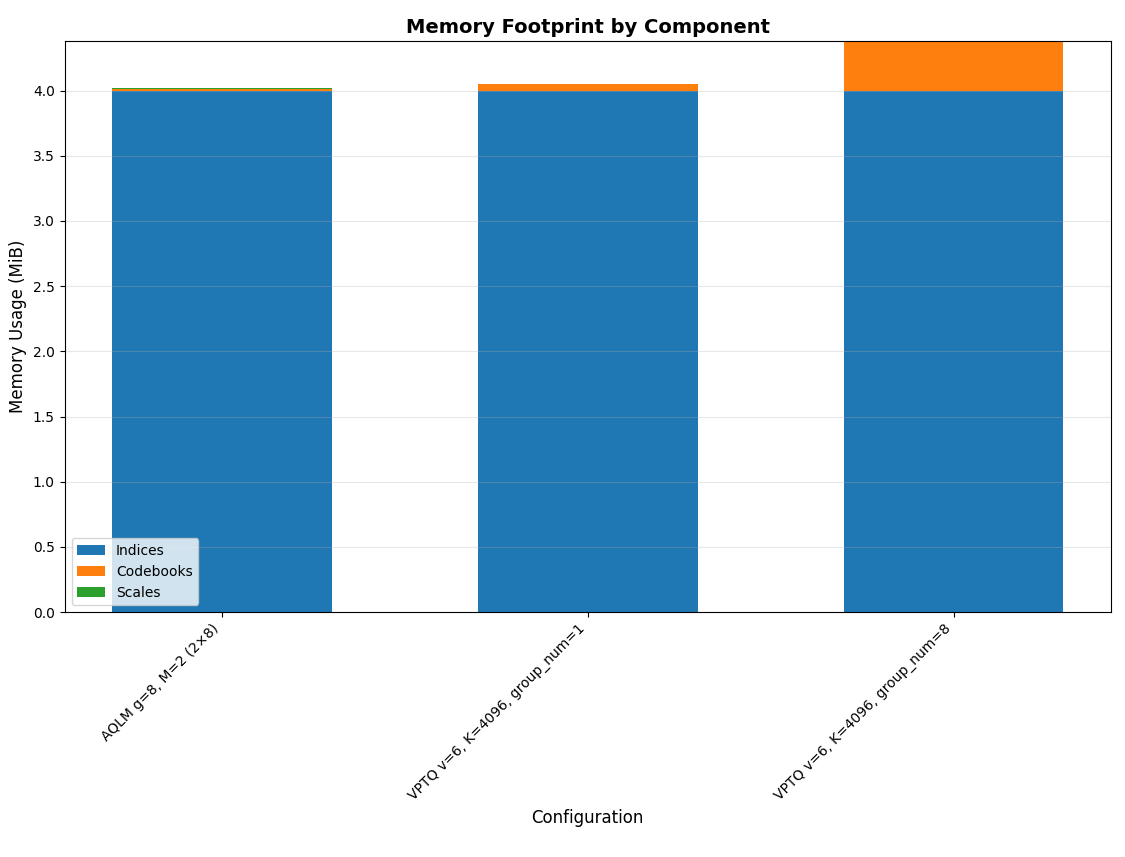 Memory Footprint by Component
Memory Usage (MiB)
4.0
3.5
3.0
2.5
2.0
1.5
1.0
0.5
0.0
Indices
Codebooks
Scales
AQLM g=8, M=2 (2×8)
VPTQ v=6, K=4096, group_num=1
VPTQ v=6, K=4096, group_num=8
Configuration